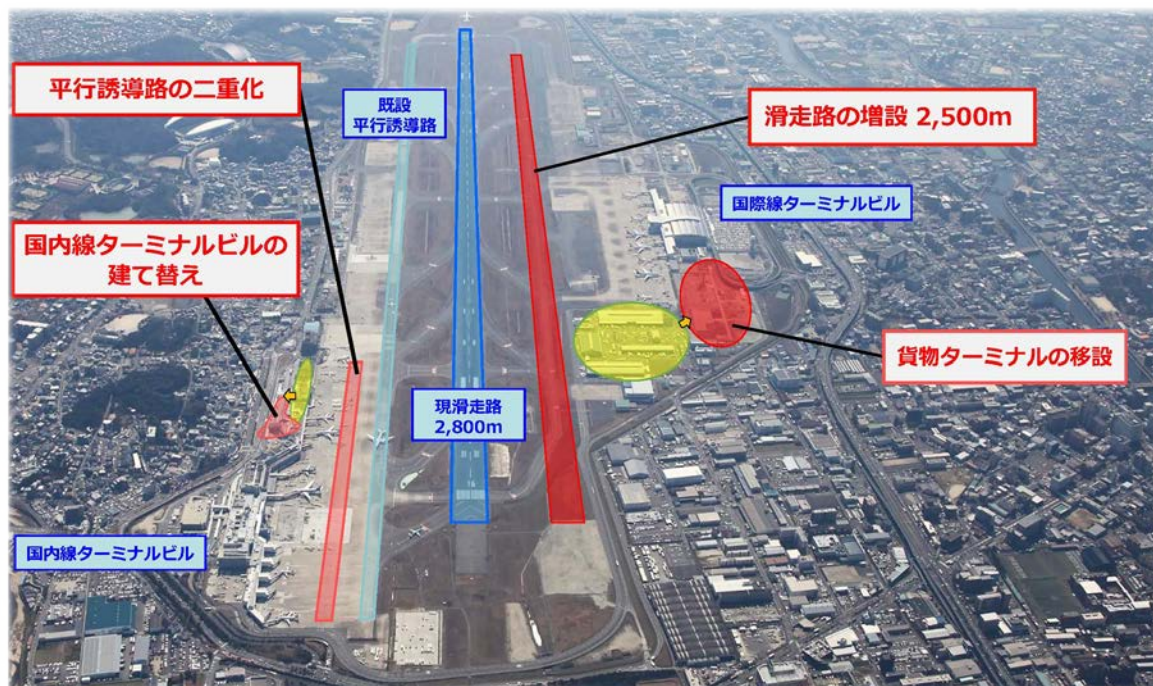 平行誘導路の二重化
既設
平行誘導路
滑走路の増設 2,500m
国際線ターミナルビル
国内線ターミナルビルの
建て替え
貨物ターミナルの移設
現滑走路
2,800m
国内線ターミナルビル
16